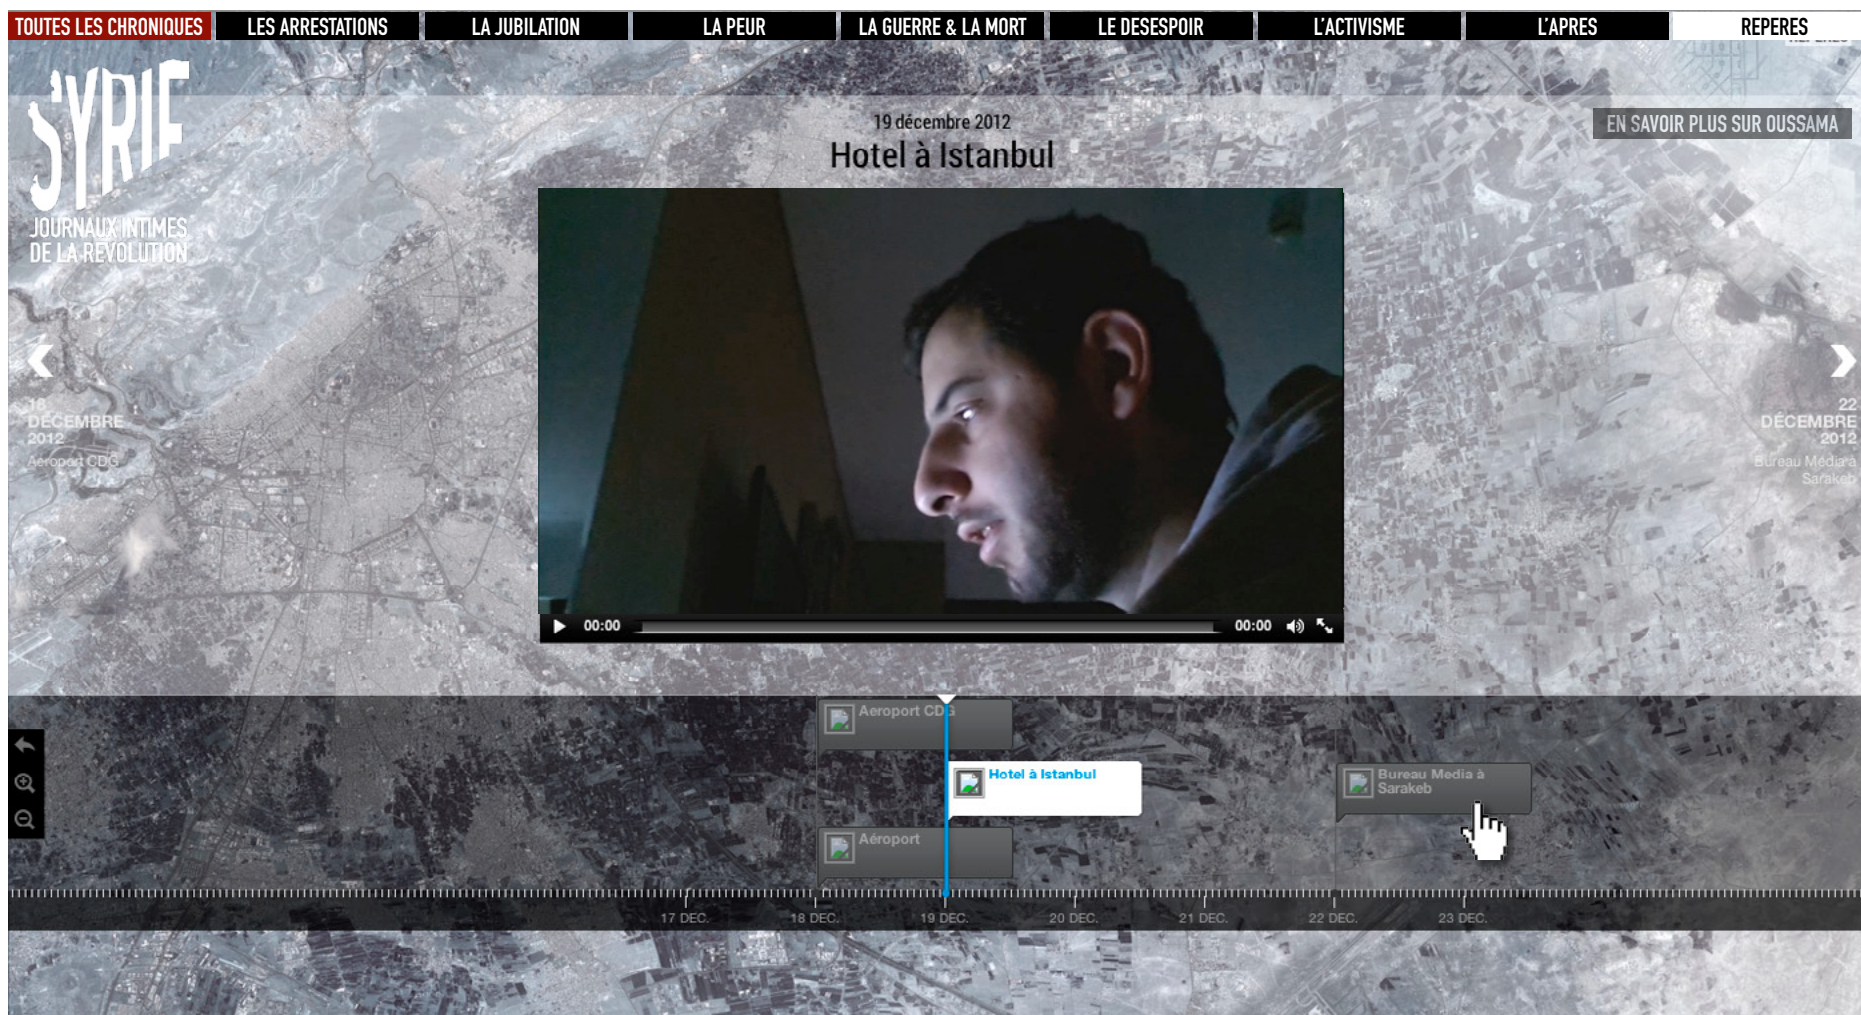 TOUTES LES CHRONIQUES
LES ARRESTATIONS
LA JUBILATION
LA PEUR
LA GUERRE & LA MORT
LE DESESPOIR
L'ACTIVISME
L'APRES
REPERES
SYRIE
JOURNAUX INTIMES
DE LA REVOLUTION
19 décembre 2012
Hotel à Istanbul
EN SAVOIR PLUS SUR OUSSAMA
18
DÉCEMBRE
2012
Aeroport CDG
22
DÉCEMBRE
2012
Bureau Media à
Sarakeb
00:00
00:00
Aeroport CDG
Hotel à Istanbul
Bureau Media à
Sarakeb
Aéroport
17 DEC.
18 DEC.
19 DEC.
20 DEC.
21 DEC.
22 DEC.
23 DEC.